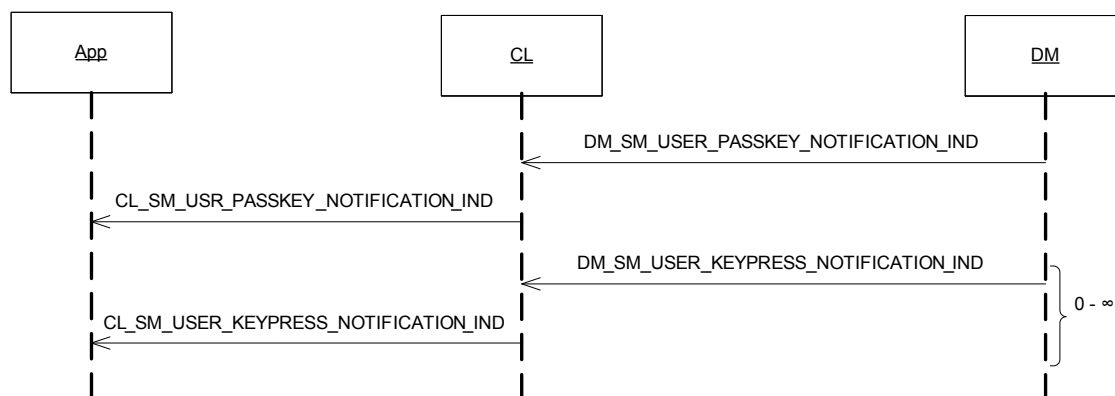 App
CL
DM
DM_SM_USER_PASSKEY_NOTIFICATION_IND
CL_SM_USR_PASSKEY_NOTIFICATION_IND
DM_SM_USER_KEYPRESS_NOTIFICATION_IND
0 - ∞
CL_SM_USER_KEYPRESS_NOTIFICATION_IND